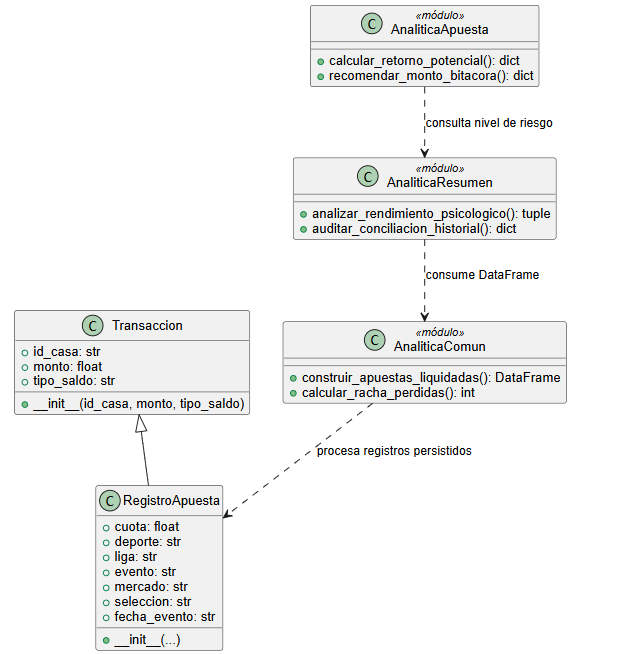 «módulo»
C AnaliticaApuesta
calcular_retorno_potencial(): dict
recomendar_monto_bitacora(): dict
consulta nivel de riesgo
«módulo»
C AnaliticaResumen
analizar_rendimiento_psicologico(): tuple
auditar_conciliacion_historial(): dict
consume DataFrame
«módulo»
C AnaliticaComun
construir_apuestas_liquidadas(): DataFrame
calcular_racha_perdidas(): int
C Transaccion
id_casa: str
monto: float
tipo_saldo: str
__init__(id_casa, monto, tipo_saldo)
procesa registros persistidos
C RegistroApuesta
cuota: float
deporte: str
liga: str
evento: str
mercado: str
seleccion: str
fecha_evento: str
__init__(...)